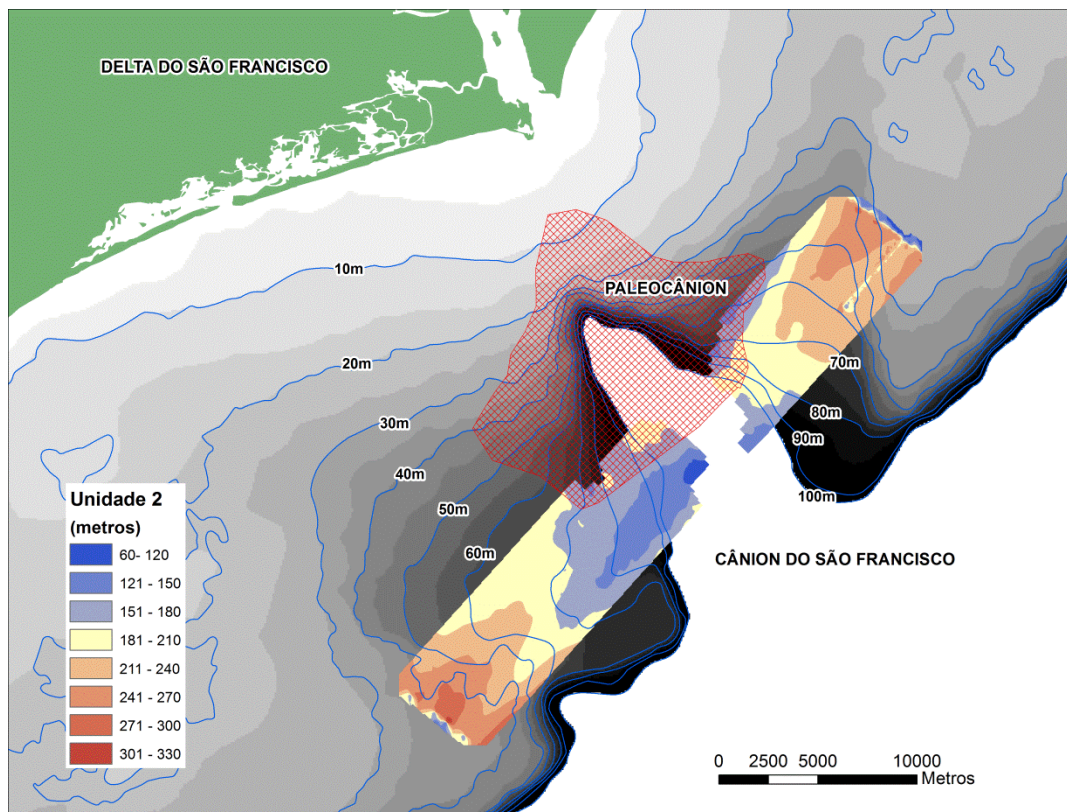 DELTA DO SÃO FRANCISCO
10m
PALEOCÂNION
20m
70m
30m
80m
90m
40m
100m
50m
60m
CÂNION DO SÃO FRANCISCO
Unidade 2
(metros)
60- 120
121 - 150
151 - 180
181 - 210
211 - 240
241 - 270
271 - 300
301 - 330
0 2500 5000 10000
Metros